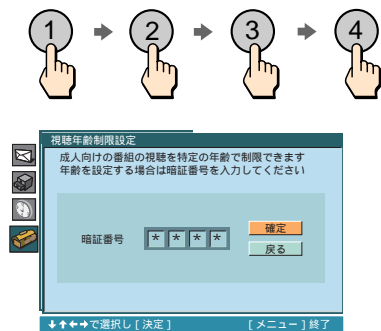 1 2 3 4
視聴年齢制限設定
成人向けの番組の視聴を特定の年齢で制限できます
年齢を設定する場合は暗証番号を入力してください
暗証番号 * * * * 確定
戻る
↓↑←→で選択し [ 決定 ] [ メニュー ] 終了